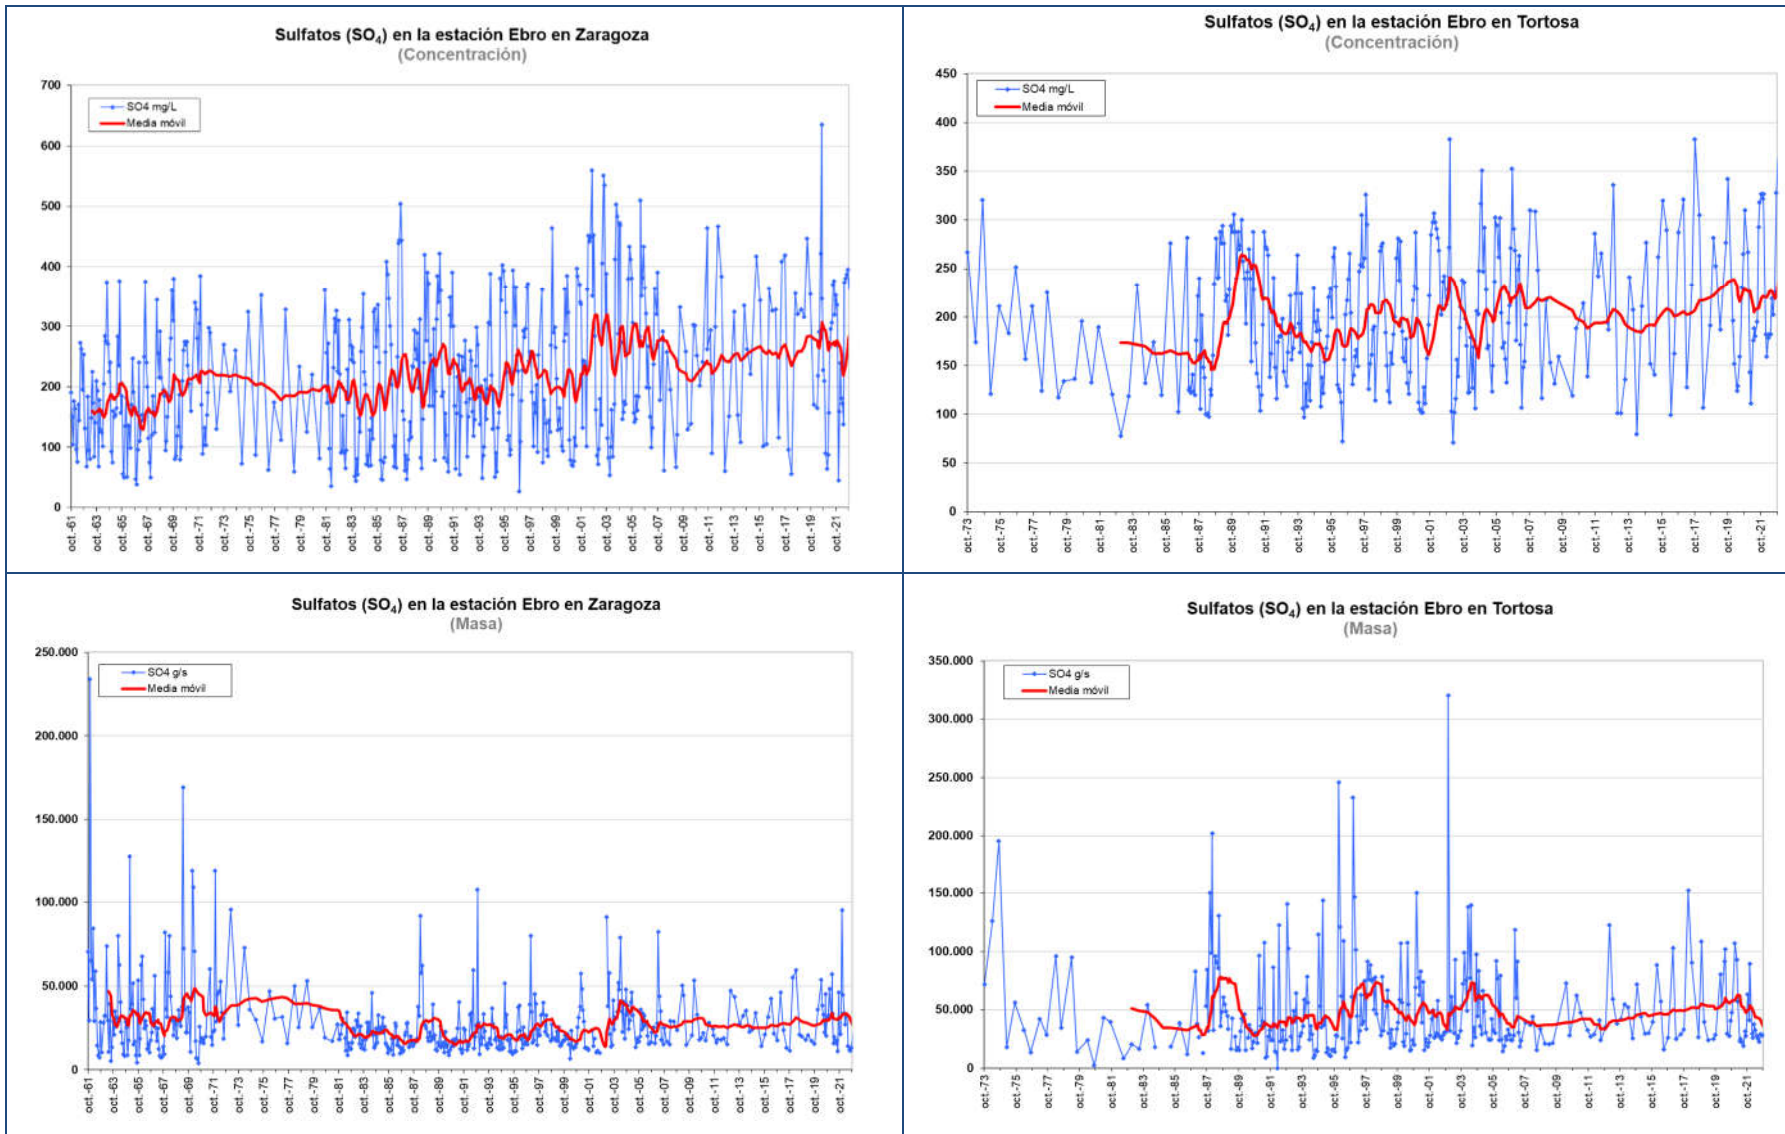 Sulfatos (SO₄) en la estación Ebro en Zaragoza
(Concentración)
700
600
500
400
300
200
100
0
SO4 mg/L
Media móvil
oct.-61
oct.-63
oct.-65
oct.-67
oct.-69
oct.-71
oct.-73
oct.-75
oct.-77
oct.-79
oct.-81
oct.-83
oct.-85
oct.-87
oct.-89
oct.-91
oct.-93
oct.-95
oct.-97
oct.-99
oct.-01
oct.-03
oct.-05
oct.-07
oct.-09
oct.-11
oct.-13
oct.-15
oct.-17
oct.-19
oct.-21
Sulfatos (SO₄) en la estación Ebro en Tortosa
(Concentración)
450
400
350
300
250
200
150
100
50
0
SO4 mg/L
Media móvil
oct.-73
oct.-75
oct.-77
oct.-79
oct.-81
oct.-83
oct.-85
oct.-87
oct.-89
oct.-91
oct.-93
oct.-95
oct.-97
oct.-99
oct.-01
oct.-03
oct.-05
oct.-07
oct.-09
oct.-11
oct.-13
oct.-15
oct.-17
oct.-19
oct.-21
Sulfatos (SO₄) en la estación Ebro en Zaragoza
(Masa)
250.000
200.000
150.000
100.000
50.000
0
SO4 g/s
Media móvil
oct.-61
oct.-63
oct.-65
oct.-67
oct.-69
oct.-71
oct.-73
oct.-75
oct.-77
oct.-79
oct.-81
oct.-83
oct.-85
oct.-87
oct.-89
oct.-91
oct.-93
oct.-95
oct.-97
oct.-99
oct.-01
oct.-03
oct.-05
oct.-07
oct.-09
oct.-11
oct.-13
oct.-15
oct.-17
oct.-19
oct.-21
Sulfatos (SO₄) en la estación Ebro en Tortosa
(Masa)
350.000
300.000
250.000
200.000
150.000
100.000
50.000
0
SO4 g/s
Media móvil
oct.-73
oct.-75
oct.-77
oct.-79
oct.-81
oct.-83
oct.-85
oct.-87
oct.-89
oct.-91
oct.-93
oct.-95
oct.-97
oct.-99
oct.-01
oct.-03
oct.-05
oct.-07
oct.-09
oct.-11
oct.-13
oct.-15
oct.-17
oct.-19
oct.-21